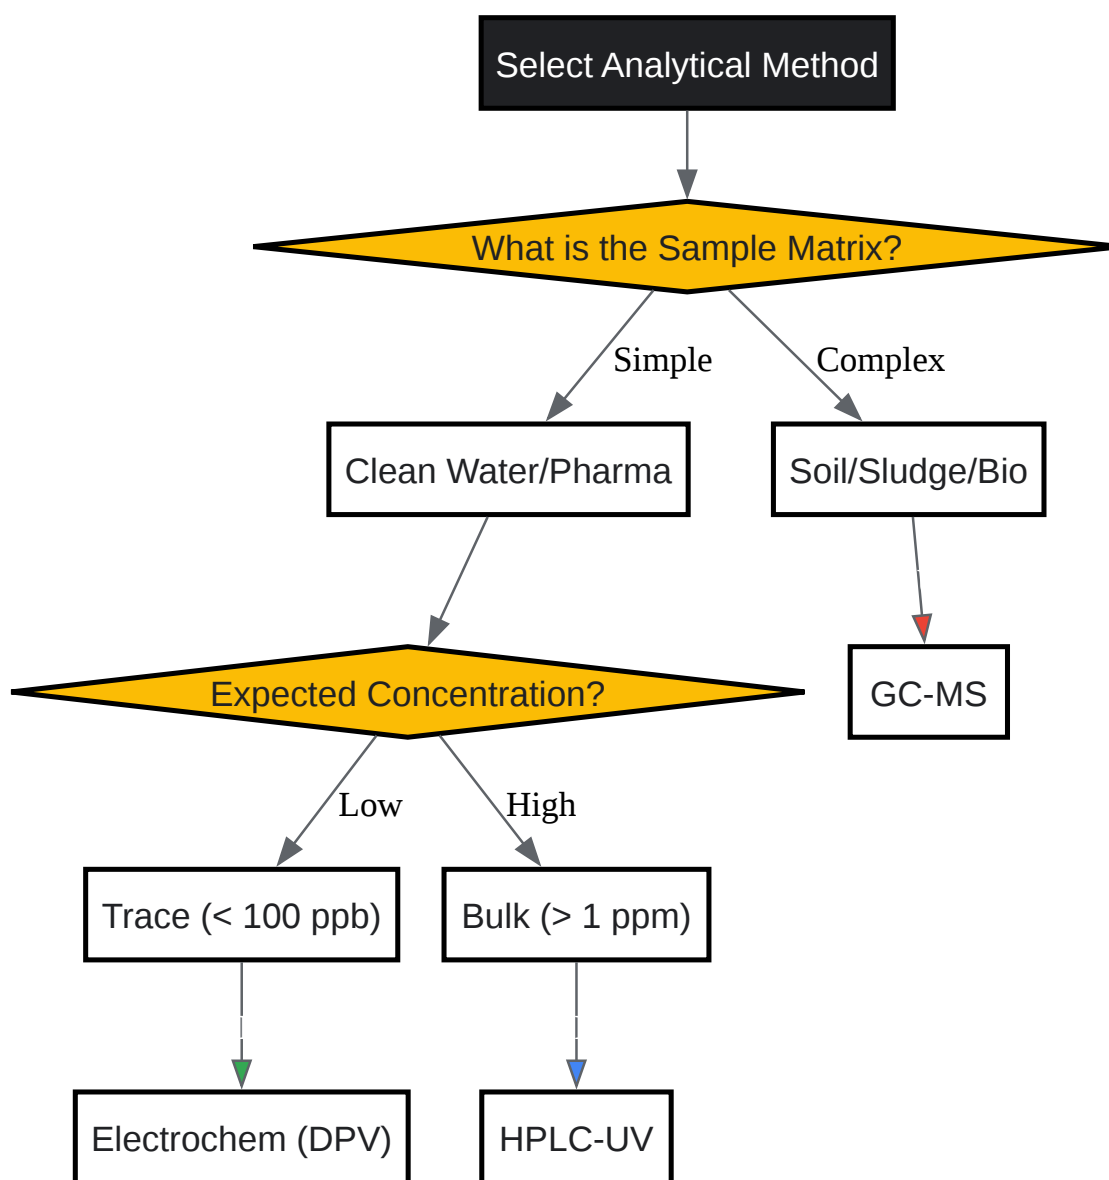 Select Analytical Method
What is the Sample Matrix?
Simple
Complex
Clean Water/Pharma
Soil/Sludge/Bio
Expected Concentration?
GC-MS
Low
High
Trace (< 100 ppb)
Bulk (> 1 ppm)
Electrochem (DPV)
HPLC-UV